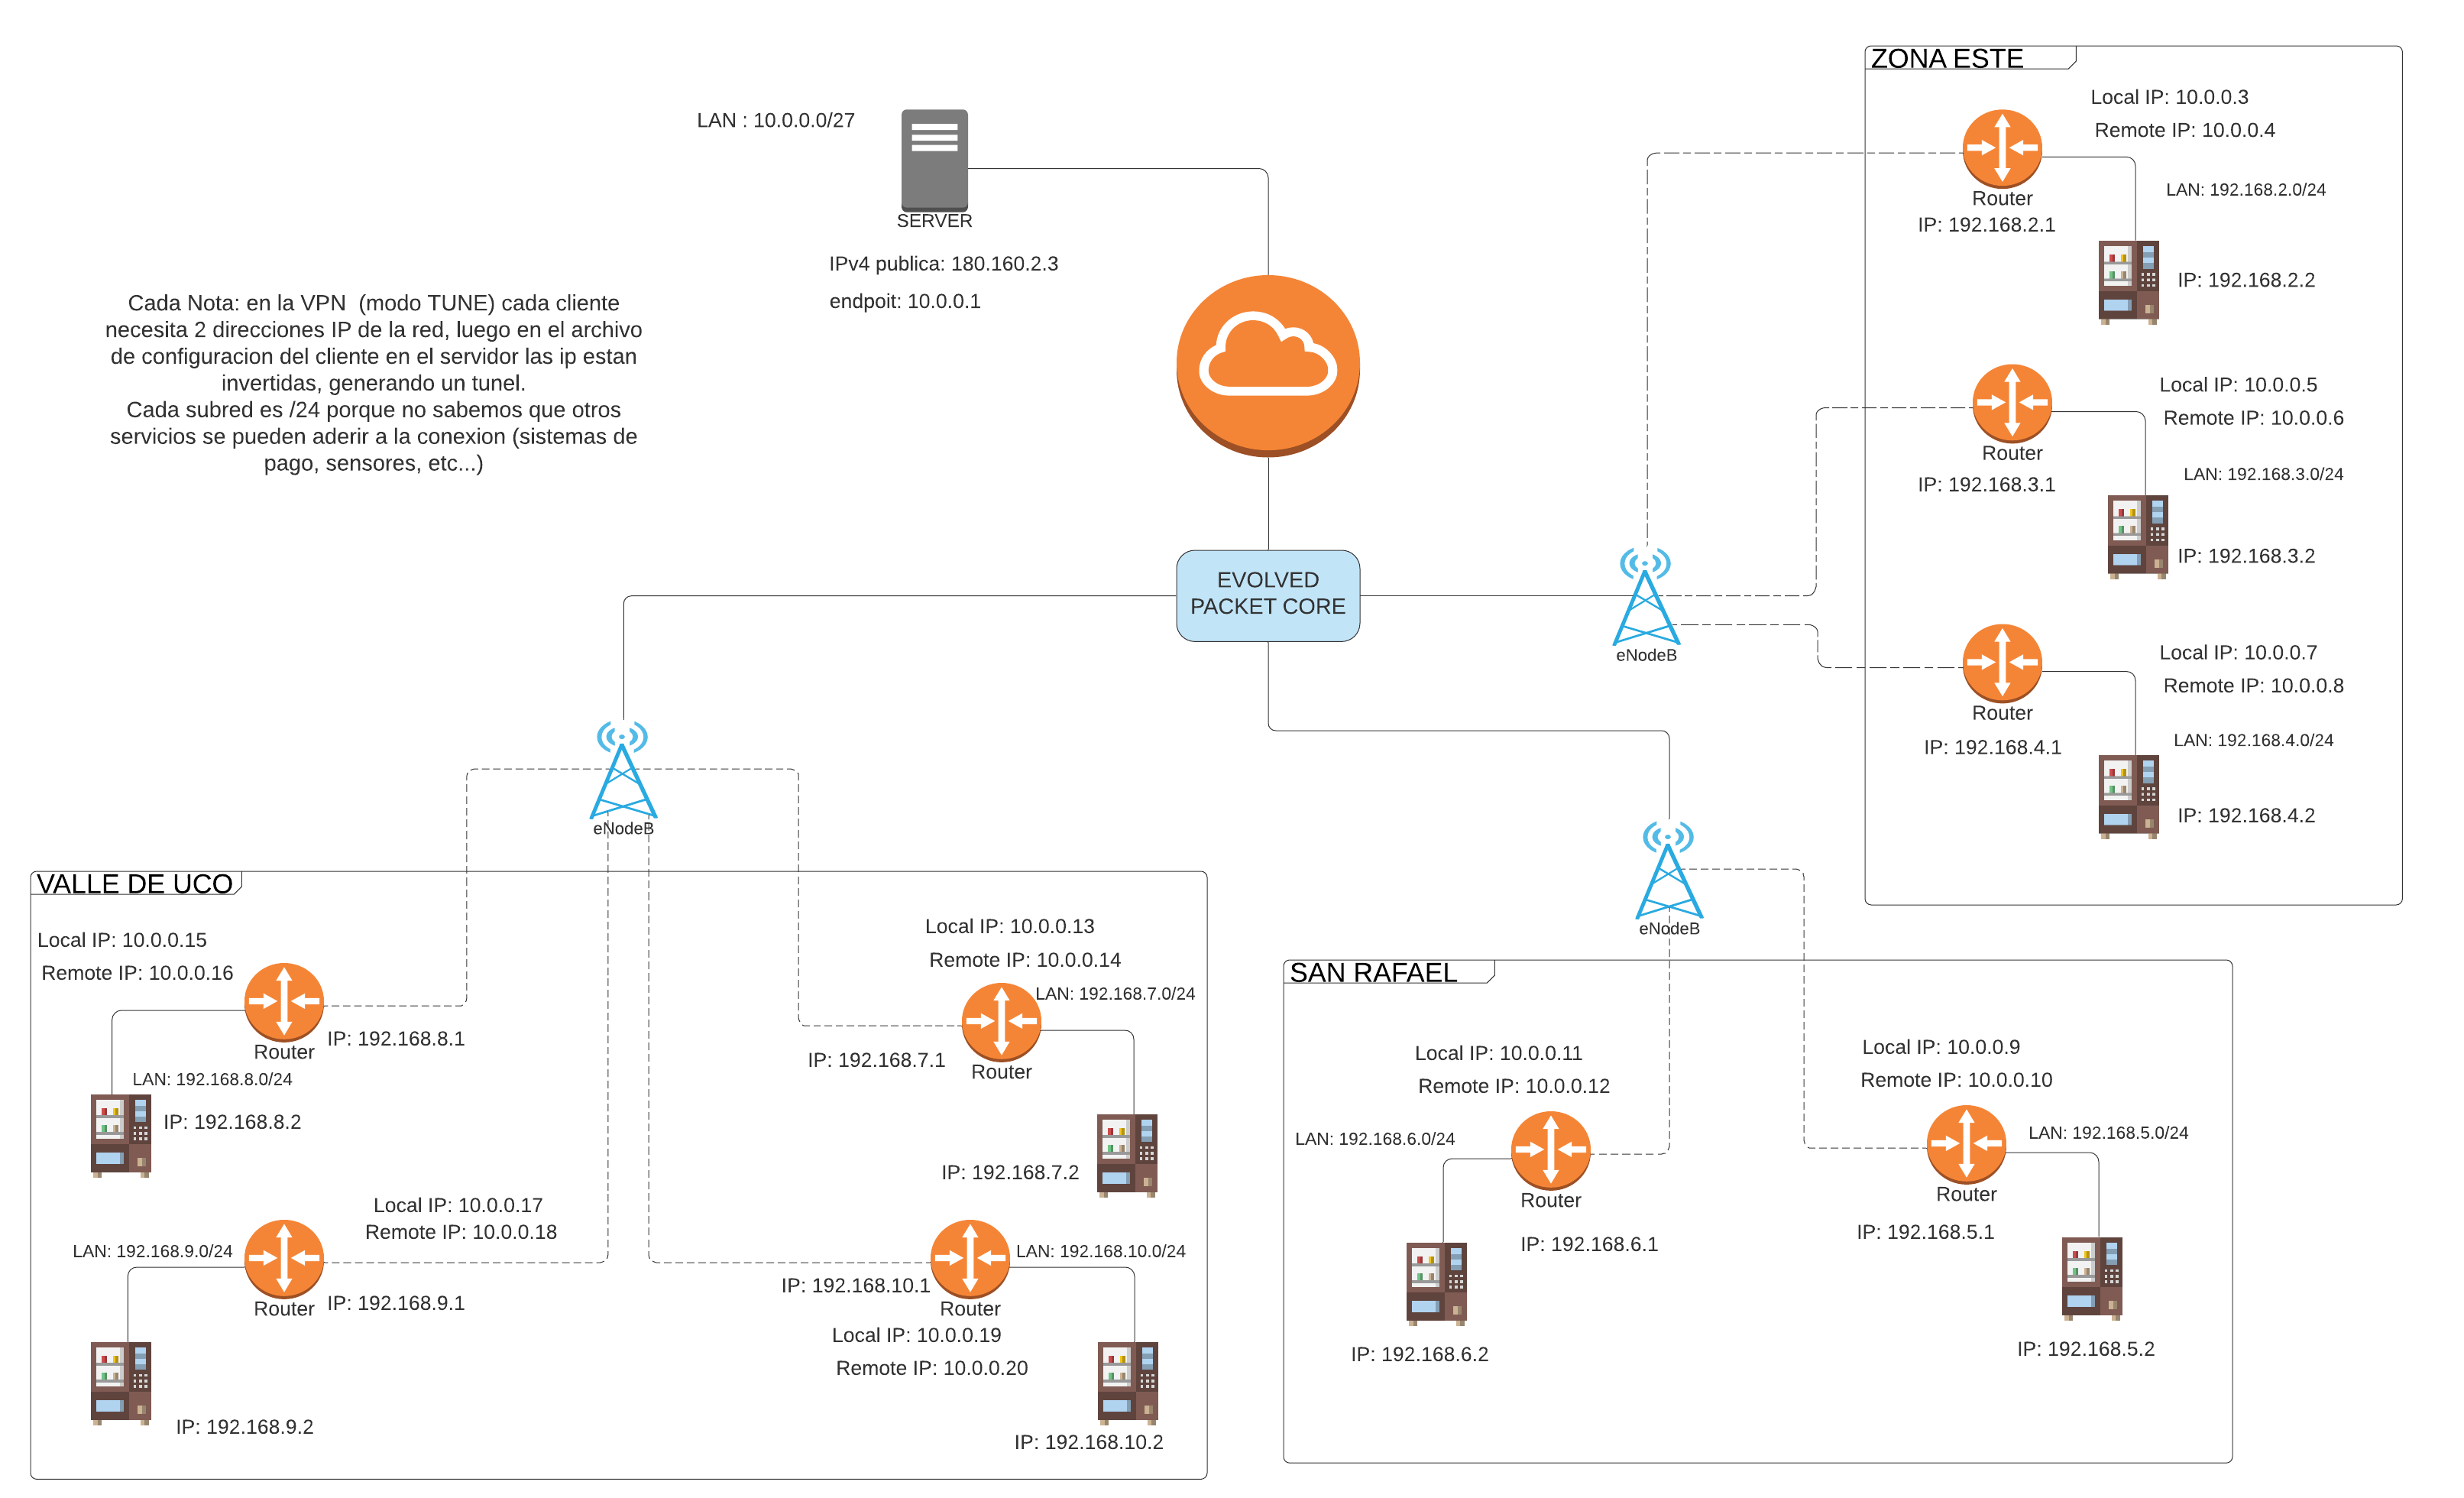 LAN : 10.0.0.0/27
SERVER
IPv4 publica: 180.160.2.3
endpoit: 10.0.0.1
Cada Nota: en la VPN  (modo TUNE) cada cliente
necesita 2 direcciones IP de la red, luego en el archivo
de configuracion del cliente en el servidor las ip estan
invertidas, generando un tunel.
Cada subred es /24 porque no sabemos que otros
servicios se pueden aderir a la conexion (sistemas de
pago, sensores, etc...)
EVOLVED
PACKET CORE
eNodeB
eNodeB
eNodeB
ZONA ESTE
Local IP: 10.0.0.3
Remote IP: 10.0.0.4
LAN: 192.168.2.0/24
Router
IP: 192.168.2.1
IP: 192.168.2.2
Local IP: 10.0.0.5
Remote IP: 10.0.0.6
Router
LAN: 192.168.3.0/24
IP: 192.168.3.1
IP: 192.168.3.2
Local IP: 10.0.0.7
Remote IP: 10.0.0.8
Router
LAN: 192.168.4.0/24
IP: 192.168.4.1
IP: 192.168.4.2
VALLE DE UCO
Local IP: 10.0.0.15
Remote IP: 10.0.0.16
IP: 192.168.8.1
Router
LAN: 192.168.8.0/24
IP: 192.168.8.2
Local IP: 10.0.0.13
Remote IP: 10.0.0.14
LAN: 192.168.7.0/24
IP: 192.168.7.1
Router
IP: 192.168.7.2
Local IP: 10.0.0.17
Remote IP: 10.0.0.18
LAN: 192.168.9.0/24
IP: 192.168.9.1
Router
IP: 192.168.9.2
LAN: 192.168.10.0/24
IP: 192.168.10.1
Router
Local IP: 10.0.0.19
Remote IP: 10.0.0.20
IP: 192.168.10.2
SAN RAFAEL
Local IP: 10.0.0.11
Remote IP: 10.0.0.12
LAN: 192.168.6.0/24
Router
IP: 192.168.6.1
IP: 192.168.6.2
Local IP: 10.0.0.9
Remote IP: 10.0.0.10
LAN: 192.168.5.0/24
Router
IP: 192.168.5.1
IP: 192.168.5.2